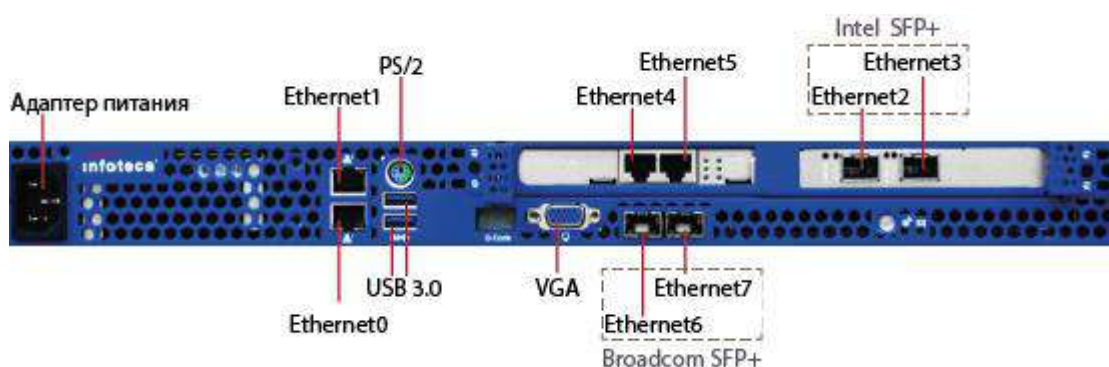 Intel SFP+
PS/2
Ethernet5
Ethernet3
Адаптер питания
Ethernet1
Ethernet4
Ethernet2
infotecs
USB 3.0
VGA
Ethernet7
Ethernet0
Ethernet6
Broadcom SFP+